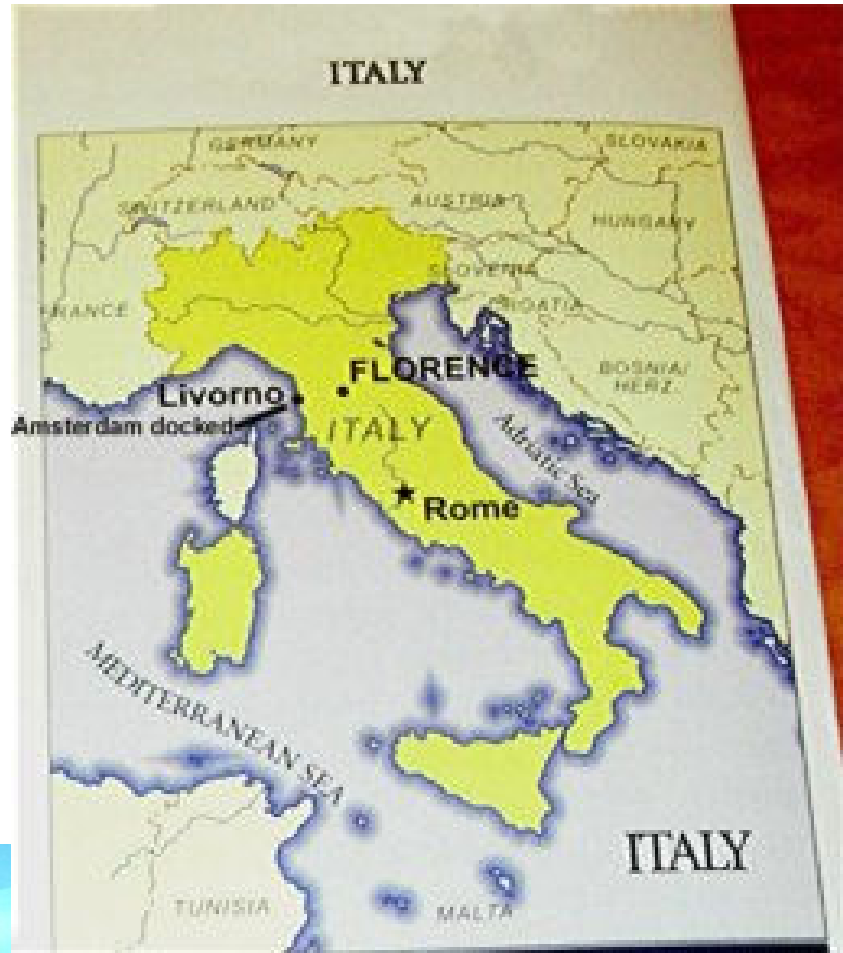 ITALY
GERMANY
SLOVAKIA
SWITZERLAND
AUSTRIA
HUNGARY
SLOVENIA
FRANCE
CROATIA
FLORENCE
BOSNIA/
HERZ.
Livorno
Amsterdam docked
ITALY
Adriatic Sea
Rome
MEDITERRANEAN SEA
ITALY
TUNISIA
MALTA